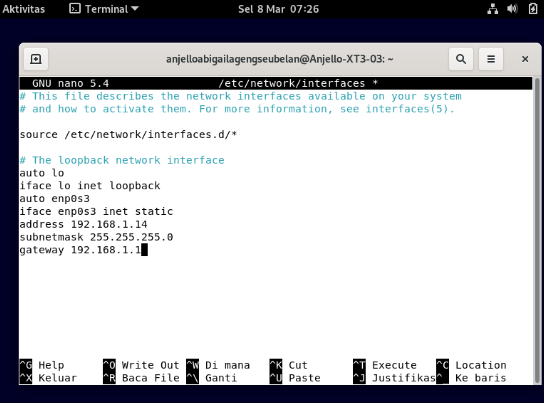 Aktivitas Terminal Sel 8 Mar 07:26
anjelloabigailagengseubelan@Anjello-XT3-03: ~
GNU nano 5.4 /etc/network/interfaces *
# This file describes the network interfaces available on your system
# and how to activate them. For more information, see interfaces(5).
source /etc/network/interfaces.d/*
# The loopback network interface
auto lo
iface lo inet loopback
auto enp0s3
iface enp0s3 inet static
address 192.168.1.14
subnetmask 255.255.255.0
gateway 192.168.1.1
^G Help ^O Write Out ^W Di mana ^K Cut ^T Execute ^C Location
^X Keluar ^R Baca File ^\ Ganti ^U Paste ^J Justifikas ^_ Ke baris